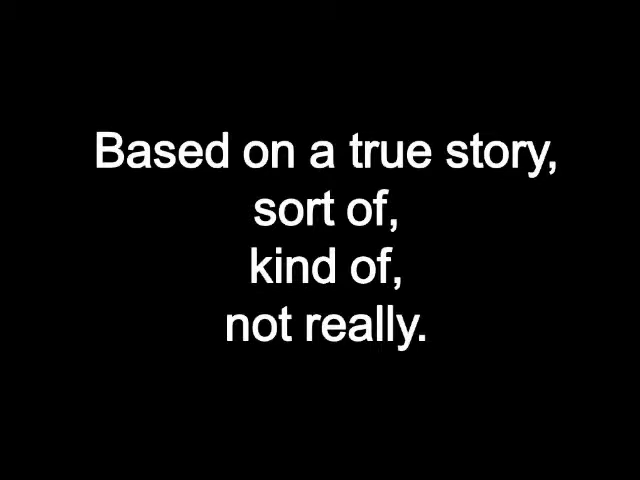 Based on a true story,
sort of,
kind of,
not really.